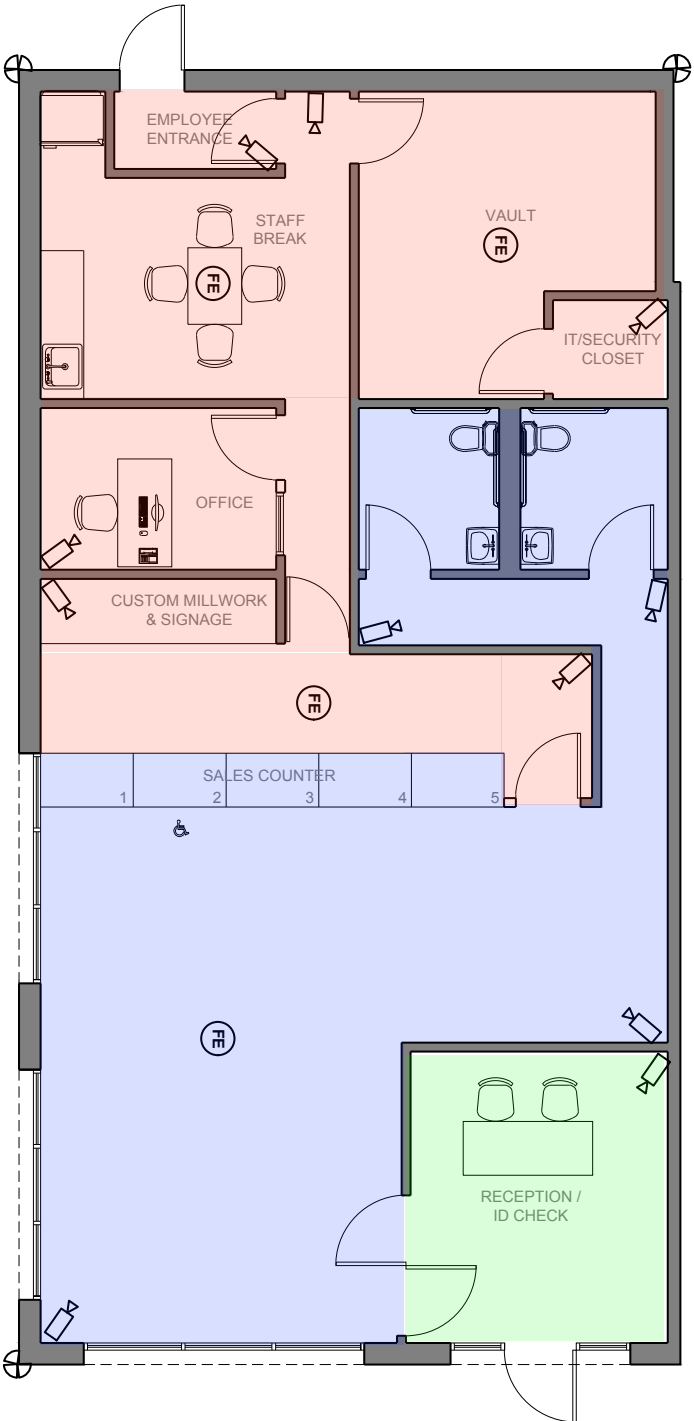 EMPLOYEE
ENTRANCE
STAFF
BREAK
VAULT
FE
FE
IT/SECURITY
CLOSET
OFFICE
CUSTOM MILLWORK
& SIGNAGE
FE
SALES COUNTER
1 2 3 4 5
FE
RECEPTION /
ID CHECK